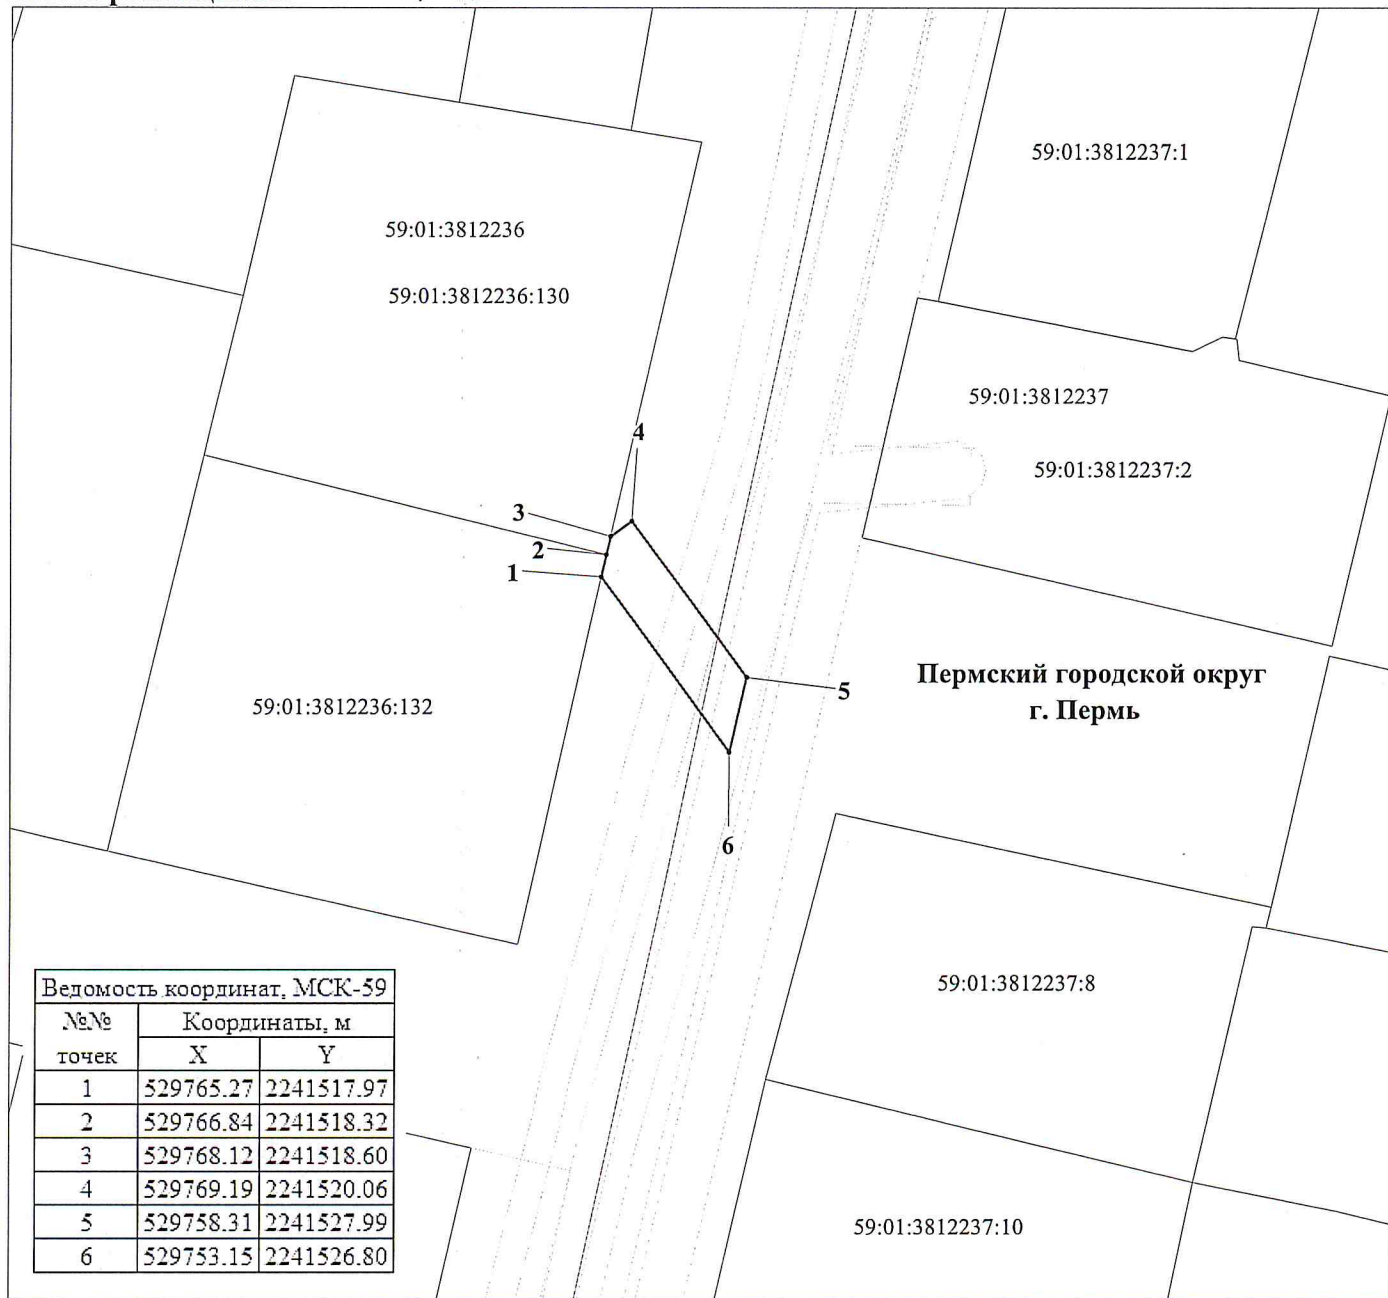 59:01:3812237:1
59:01:3812236
59:01:3812236:130
59:01:3812237
59:01:3812237:2
4
3
2
1
5
6
Пермский городской округ
г. Пермь
59:01:3812236:132
59:01:3812237:8
59:01:3812237:10
Ведомость координат, МСК-59
№№ точек Координаты, м
X Y
1 529765.27 2241517.97
2 529766.84 2241518.32
3 529768.12 2241518.60
4 529769.19 2241520.06
5 529758.31 2241527.99
6 529753.15 2241526.80